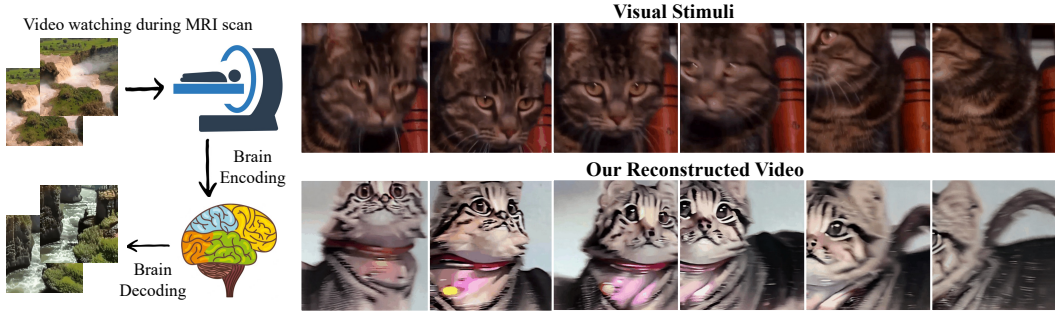 Video watching during MRI scan
Brain
Encoding
Brain
Decoding
Visual Stimuli
Our Reconstructed Video